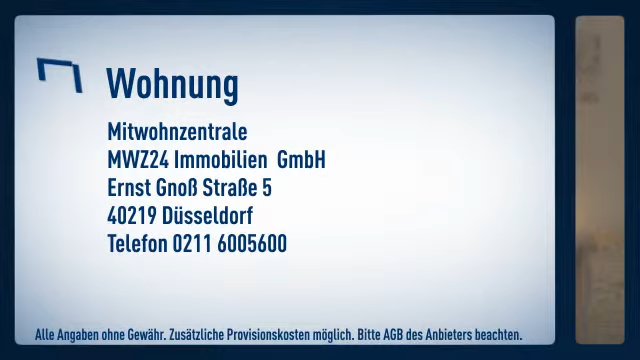 Wohnung
Mitwohnzentrale
MWZ24 Immobilien GmbH
Ernst Gnoß Straße 5
40219 Düsseldorf
Telefon 0211 6005600
Alle Angaben ohne Gewähr. Zusätzliche Provisionskosten möglich. Bitte AGB des Anbieters beachten.